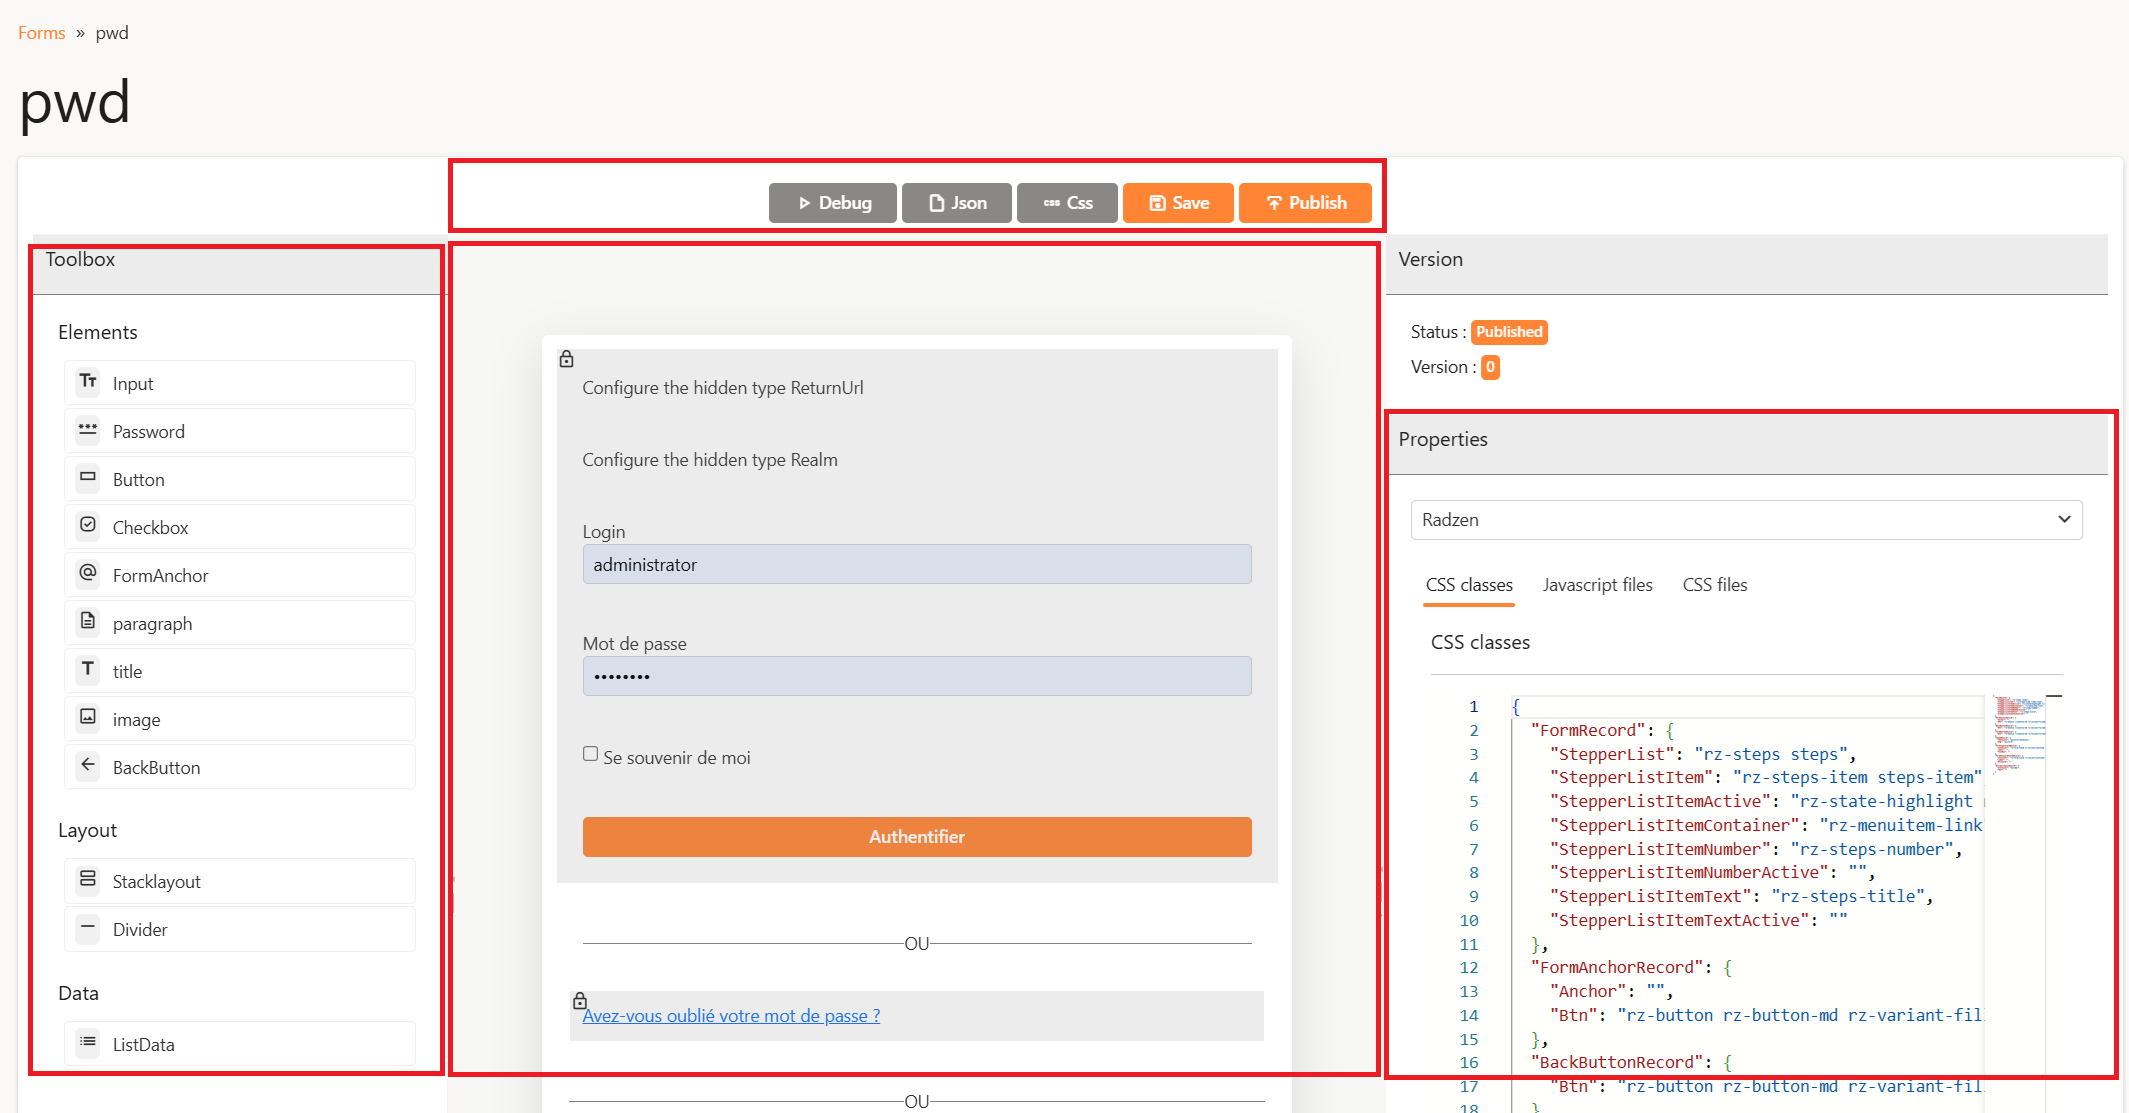 Forms » pwd
pwd
Debug
Json
css Css
Save
Publish
Toolbox
Elements
Input
Password
Button
Checkbox
FormAnchor
paragraph
title
image
BackButton
Layout
Stacklayout
Divider
Data
ListData
Configure the hidden type ReturnUrl
Configure the hidden type Realm
Login
administrator
Mot de passe
••••••••
Se souvenir de moi
Authentifier
OU
Avez-vous oublié votre mot de passe ?
OU
Version
Status : Published
Version : 0
Properties
Radzen
CSS classes Javascript files CSS files
CSS classes
1 {
2 "FormRecord": {
3 "StepperList": "rz-steps steps",
4 "StepperListItem": "rz-steps-item steps-item"
5 "StepperListItemActive": "rz-state-highlight
6 "StepperListItemContainer": "rz-menuitem-link
7 "StepperListItemNumber": "rz-steps-number",
8 "StepperListItemNumberActive": "",
9 "StepperListItemText": "rz-steps-title",
10 "StepperListItemTextActive": ""
11 },
12 "FormAnchorRecord": {
13 "Anchor": "",
14 "Btn": "rz-button rz-button-md rz-variant-fil
15 },
16 "BackButtonRecord": {
17 "Btn": "rz-button rz-button-md rz-variant-fil
18 }